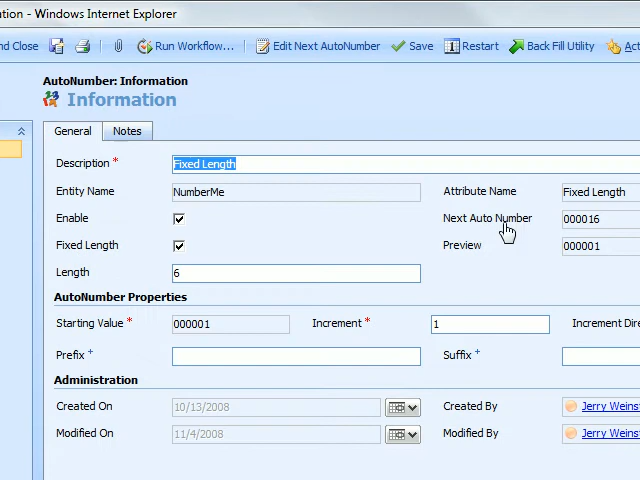 ation - Windows Internet Explorer
nd Close Run Workflow... Edit Next AutoNumber Save Restart Back Fill Utility Act
AutoNumber: Information
Information
General Notes
Description * Fixed Length
Entity Name NumberMe Attribute Name Fixed Length
Enable Next Auto Number 000016
Fixed Length Preview 000001
Length 6
AutoNumber Properties
Starting Value * 000001 Increment * 1 Increment Dire
Prefix + Suffix +
Administration
Created On 10/13/2008 Created By Jerry Weins
Modified On 11/4/2008 Modified By Jerry Weins